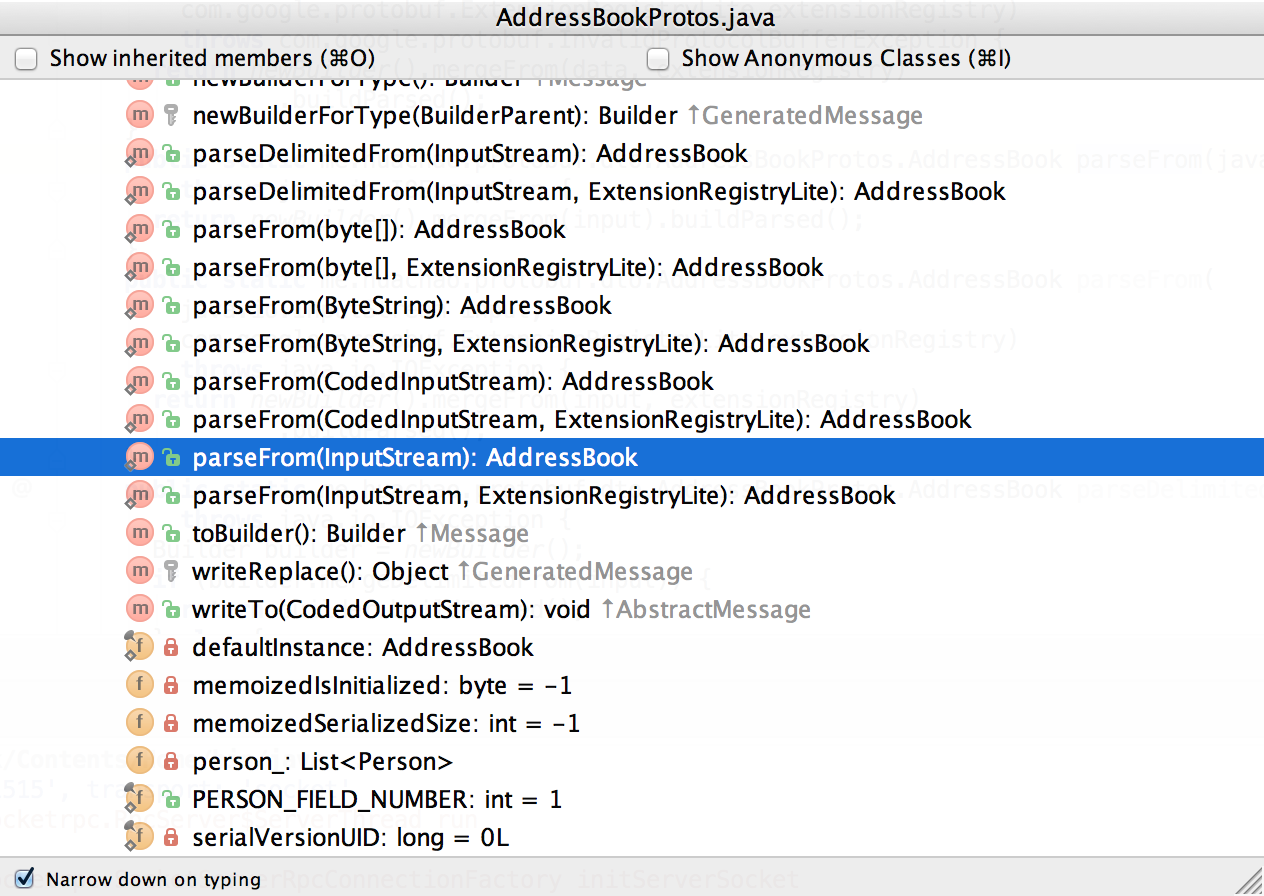 AddressBookProtos.java
Show inherited members (⌘O)
Show Anonymous Classes (⌘I)
newBuilderForType(): Builder ↑Message
newBuilderForType(BuilderParent): Builder ↑GeneratedMessage
parseDelimitedFrom(InputStream): AddressBook
parseDelimitedFrom(InputStream, ExtensionRegistryLite): AddressBook
parseFrom(byte[]): AddressBook
parseFrom(byte[], ExtensionRegistryLite): AddressBook
parseFrom(ByteString): AddressBook
parseFrom(ByteString, ExtensionRegistryLite): AddressBook
parseFrom(CodedInputStream): AddressBook
parseFrom(CodedInputStream, ExtensionRegistryLite): AddressBook
parseFrom(InputStream): AddressBook
parseFrom(InputStream, ExtensionRegistryLite): AddressBook
toBuilder(): Builder ↑Message
writeReplace(): Object ↑GeneratedMessage
writeTo(CodedOutputStream): void ↑AbstractMessage
defaultInstance: AddressBook
memoizedIsInitialized: byte = -1
memoizedSerializedSize: int = -1
person_: List<Person>
PERSON_FIELD_NUMBER: int = 1
serialVersionUID: long = 0L
Narrow down on typing